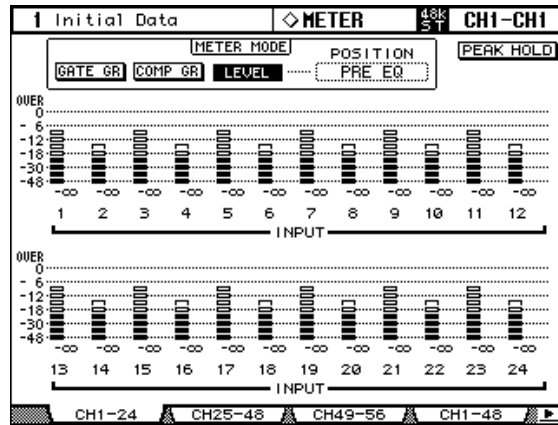 1 Initial Data ◇METER 48k ST CH1-CH1
METER MODE POSITION PEAK HOLD
GATE GR COMP GR LEVEL PRE EQ
OVER
0
- 6
-12
-18
-30
-48
-∞ -∞ -∞ -∞ -∞ -∞ -∞ -∞ -∞ -∞ -∞ -∞
1 2 3 4 5 6 7 8 9 10 11 12
INPUT
OVER
0
- 6
-12
-18
-30
-48
-∞ -∞ -∞ -∞ -∞ -∞ -∞ -∞ -∞ -∞ -∞ -∞
13 14 15 16 17 18 19 20 21 22 23 24
INPUT
CH1-24 CH25-48 CH49-56 CH1-48